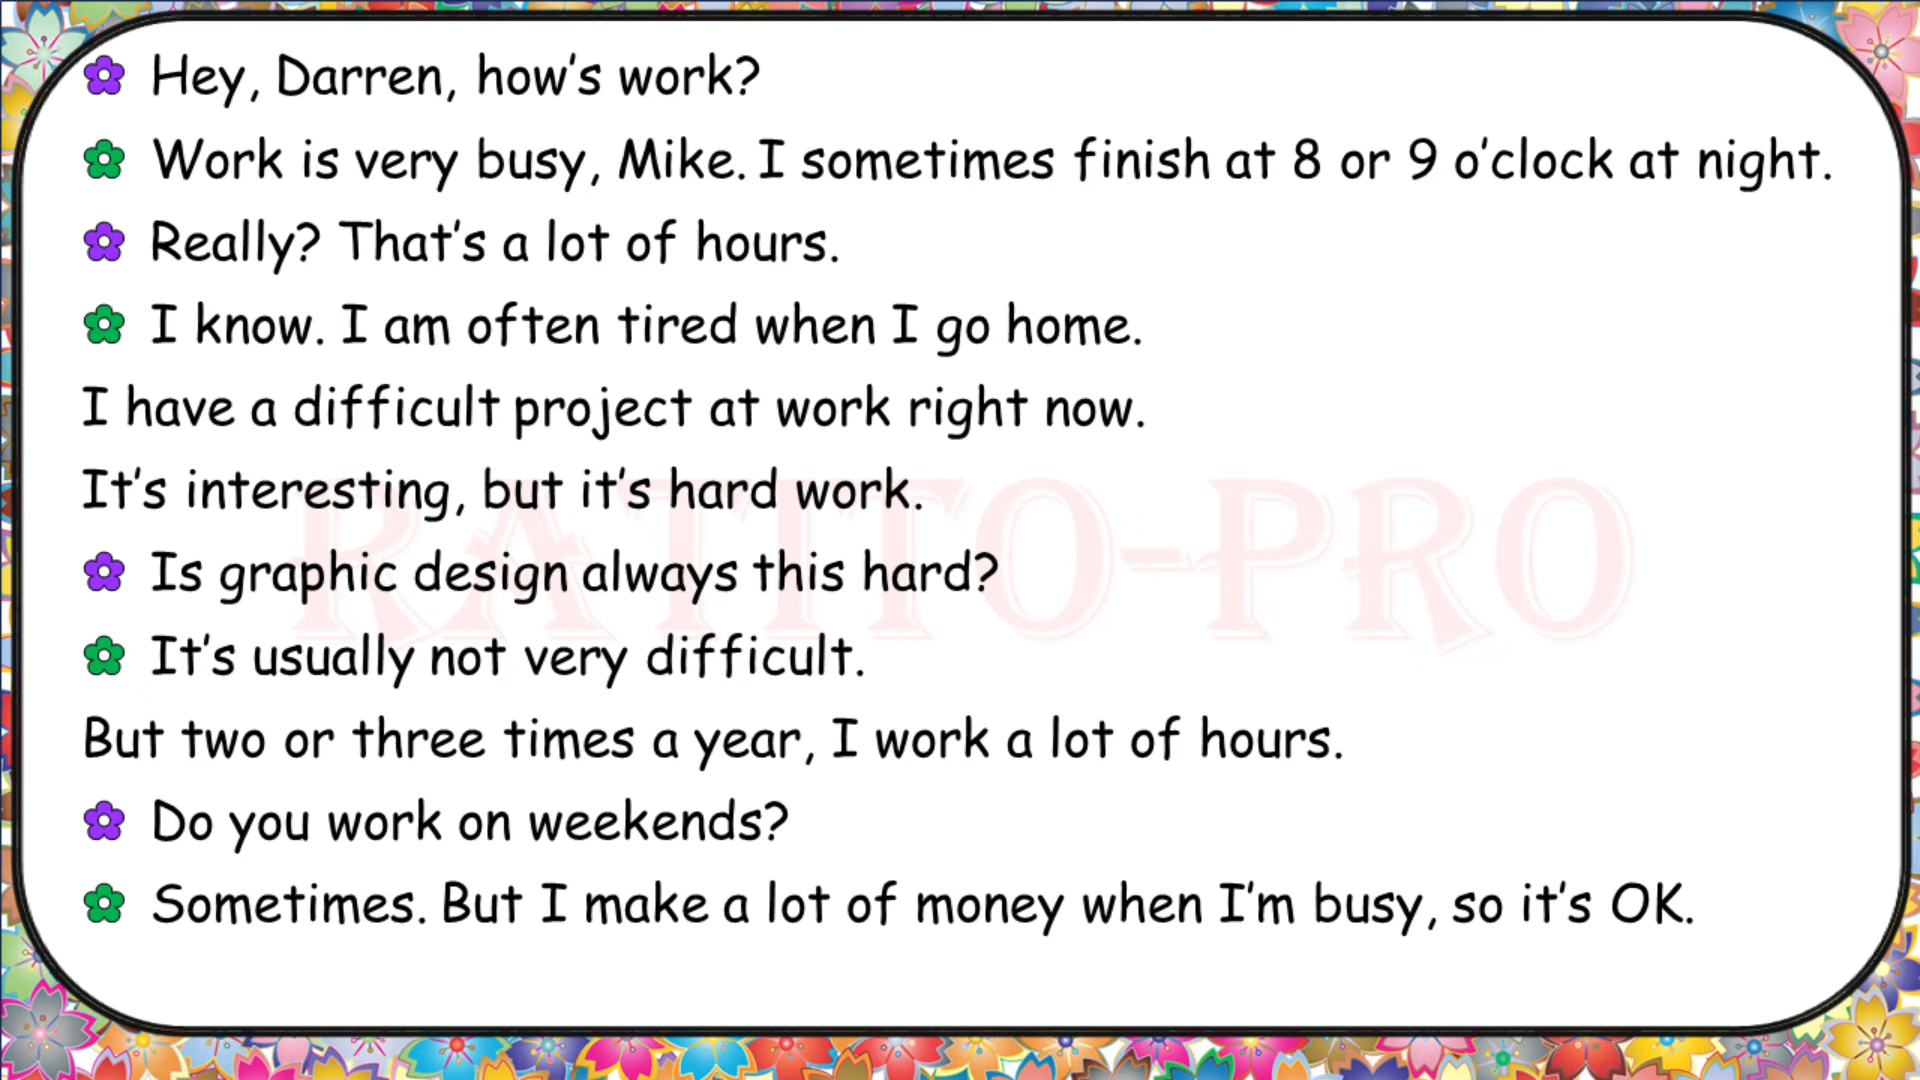 Hey, Darren, how's work?
Work is very busy, Mike. I sometimes finish at 8 or 9 o'clock at night.
Really? That's a lot of hours.
I know. I am often tired when I go home.
I have a difficult project at work right now.
It's interesting, but it's hard work.
RATITO-PRO
Is graphic design always this hard?
It's usually not very difficult.
But two or three times a year, I work a lot of hours.
Do you work on weekends?
Sometimes. But I make a lot of money when I'm busy, so it's OK.